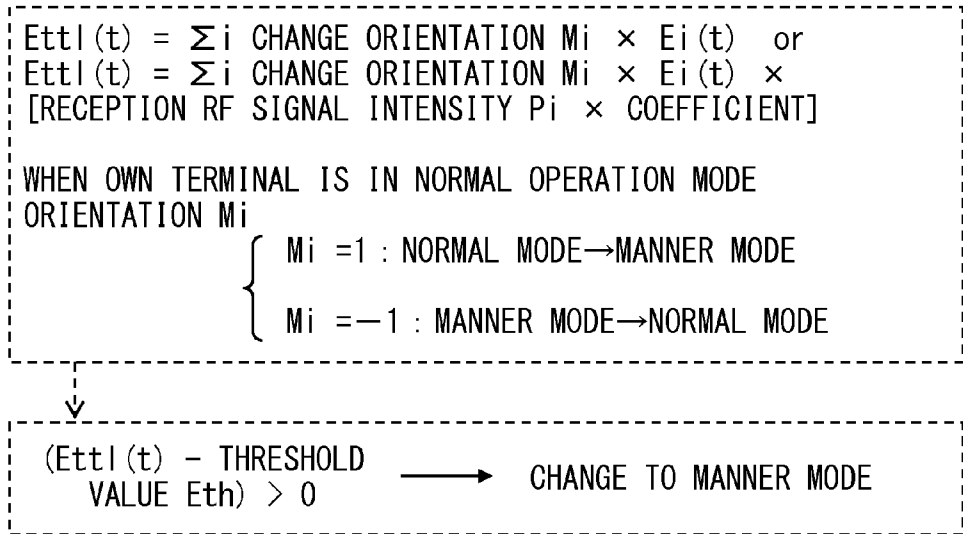 Ettl(t) = Σi CHANGE ORIENTATION Mi × Ei(t) or
Ettl(t) = Σi CHANGE ORIENTATION Mi × Ei(t) ×
[RECEPTION RF SIGNAL INTENSITY Pi × COEFFICIENT]
WHEN OWN TERMINAL IS IN NORMAL OPERATION MODE
ORIENTATION Mi
Mi =1 : NORMAL MODE→MANNER MODE
Mi =−1 : MANNER MODE→NORMAL MODE
(Ettl(t) − THRESHOLD
VALUE Eth) > 0 → CHANGE TO MANNER MODE